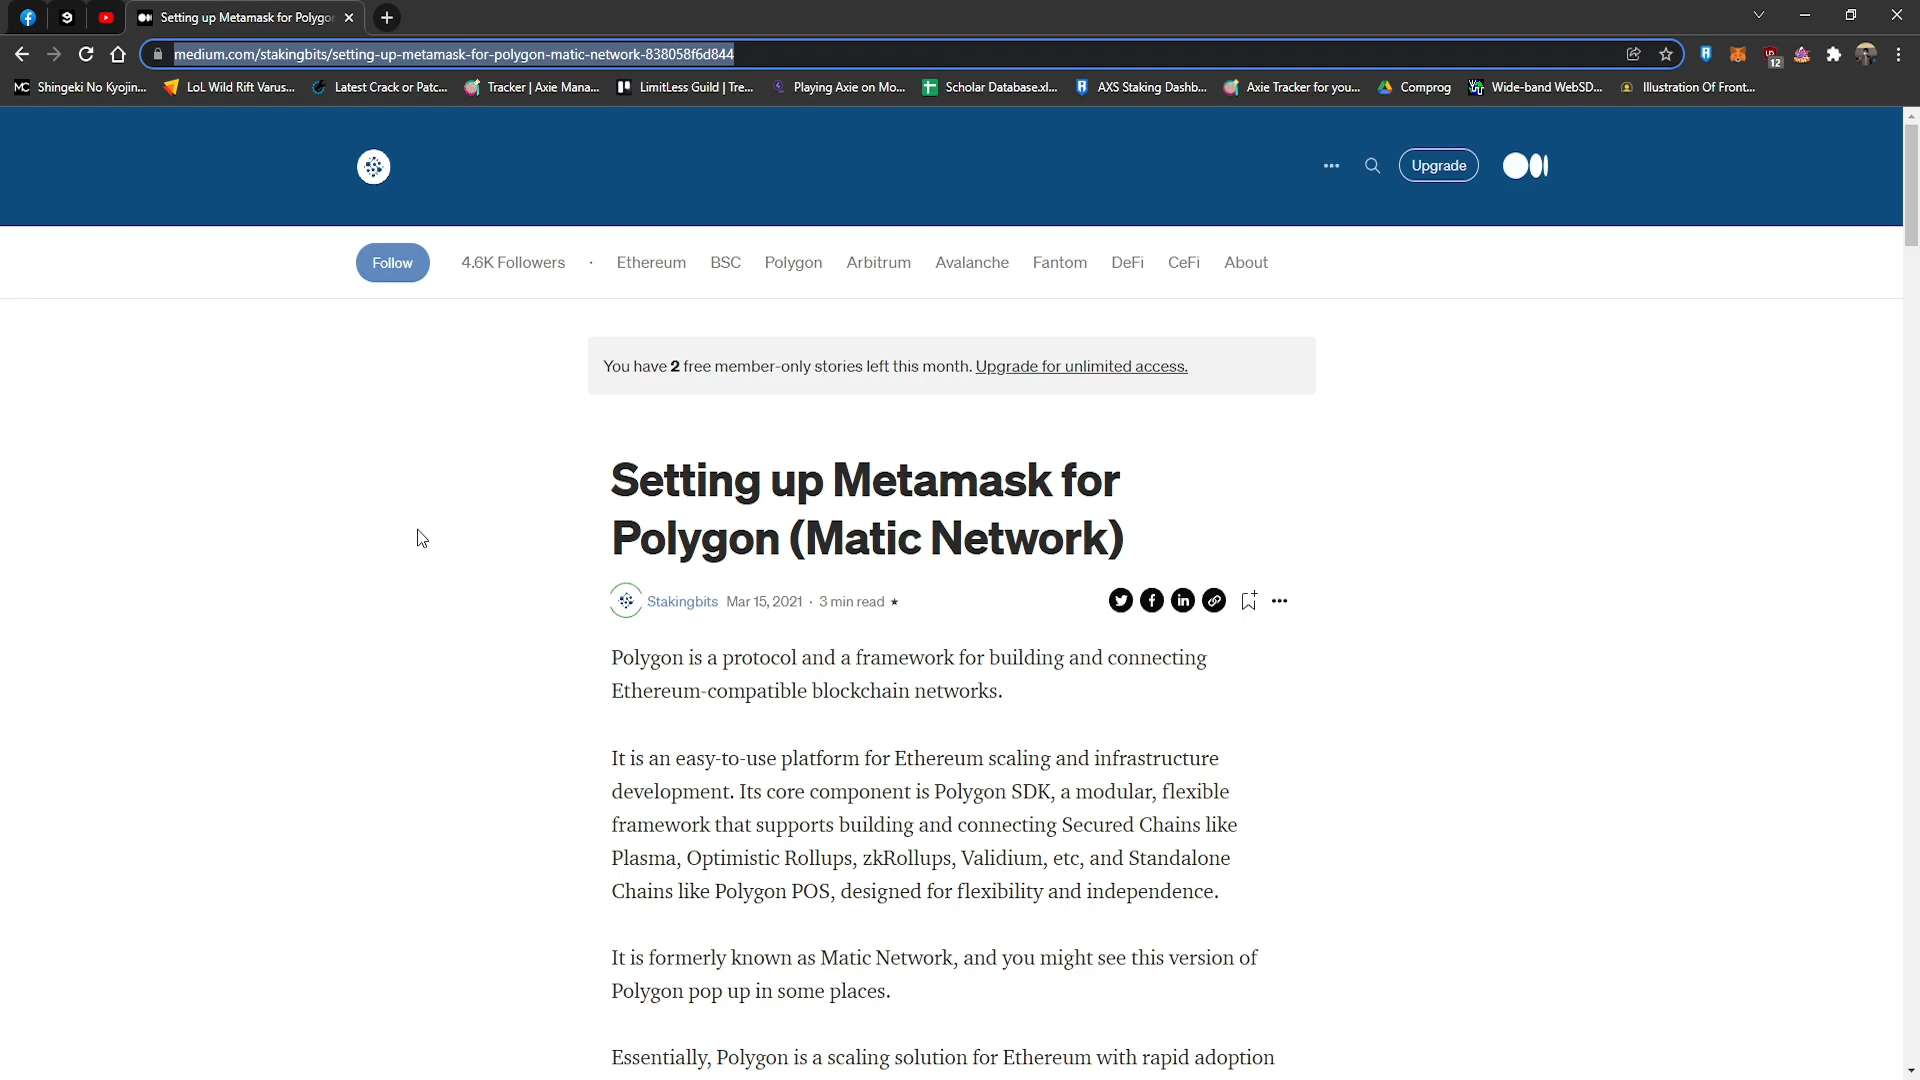 Setting up Metamask for Polygo
medium.com/stakingbits/setting-up-metamask-for-polygon-matic-network-838058f6d844
12
Shingeki No Kyojin... LoL Wild Rift Varus... Latest Crack or Patc... Tracker | Axie Mana... LimitLess Guild | Tre... Playing Axie on Mo... Scholar Database.xl... AXS Staking Dashb... Axie Tracker for you... Comprog Wide-band WebSD... Illustration Of Front...
Upgrade
Follow 4.6K Followers · Ethereum BSC Polygon Arbitrum Avalanche Fantom DeFi CeFi About
You have 2 free member-only stories left this month. Upgrade for unlimited access.
Setting up Metamask for
Polygon (Matic Network)
Stakingbits Mar 15, 2021 · 3 min read ★
Polygon is a protocol and a framework for building and connecting
Ethereum-compatible blockchain networks.
It is an easy-to-use platform for Ethereum scaling and infrastructure
development. Its core component is Polygon SDK, a modular, flexible
framework that supports building and connecting Secured Chains like
Plasma, Optimistic Rollups, zkRollups, Validium, etc, and Standalone
Chains like Polygon POS, designed for flexibility and independence.
It is formerly known as Matic Network, and you might see this version of
Polygon pop up in some places.
Essentially, Polygon is a scaling solution for Ethereum with rapid adoption